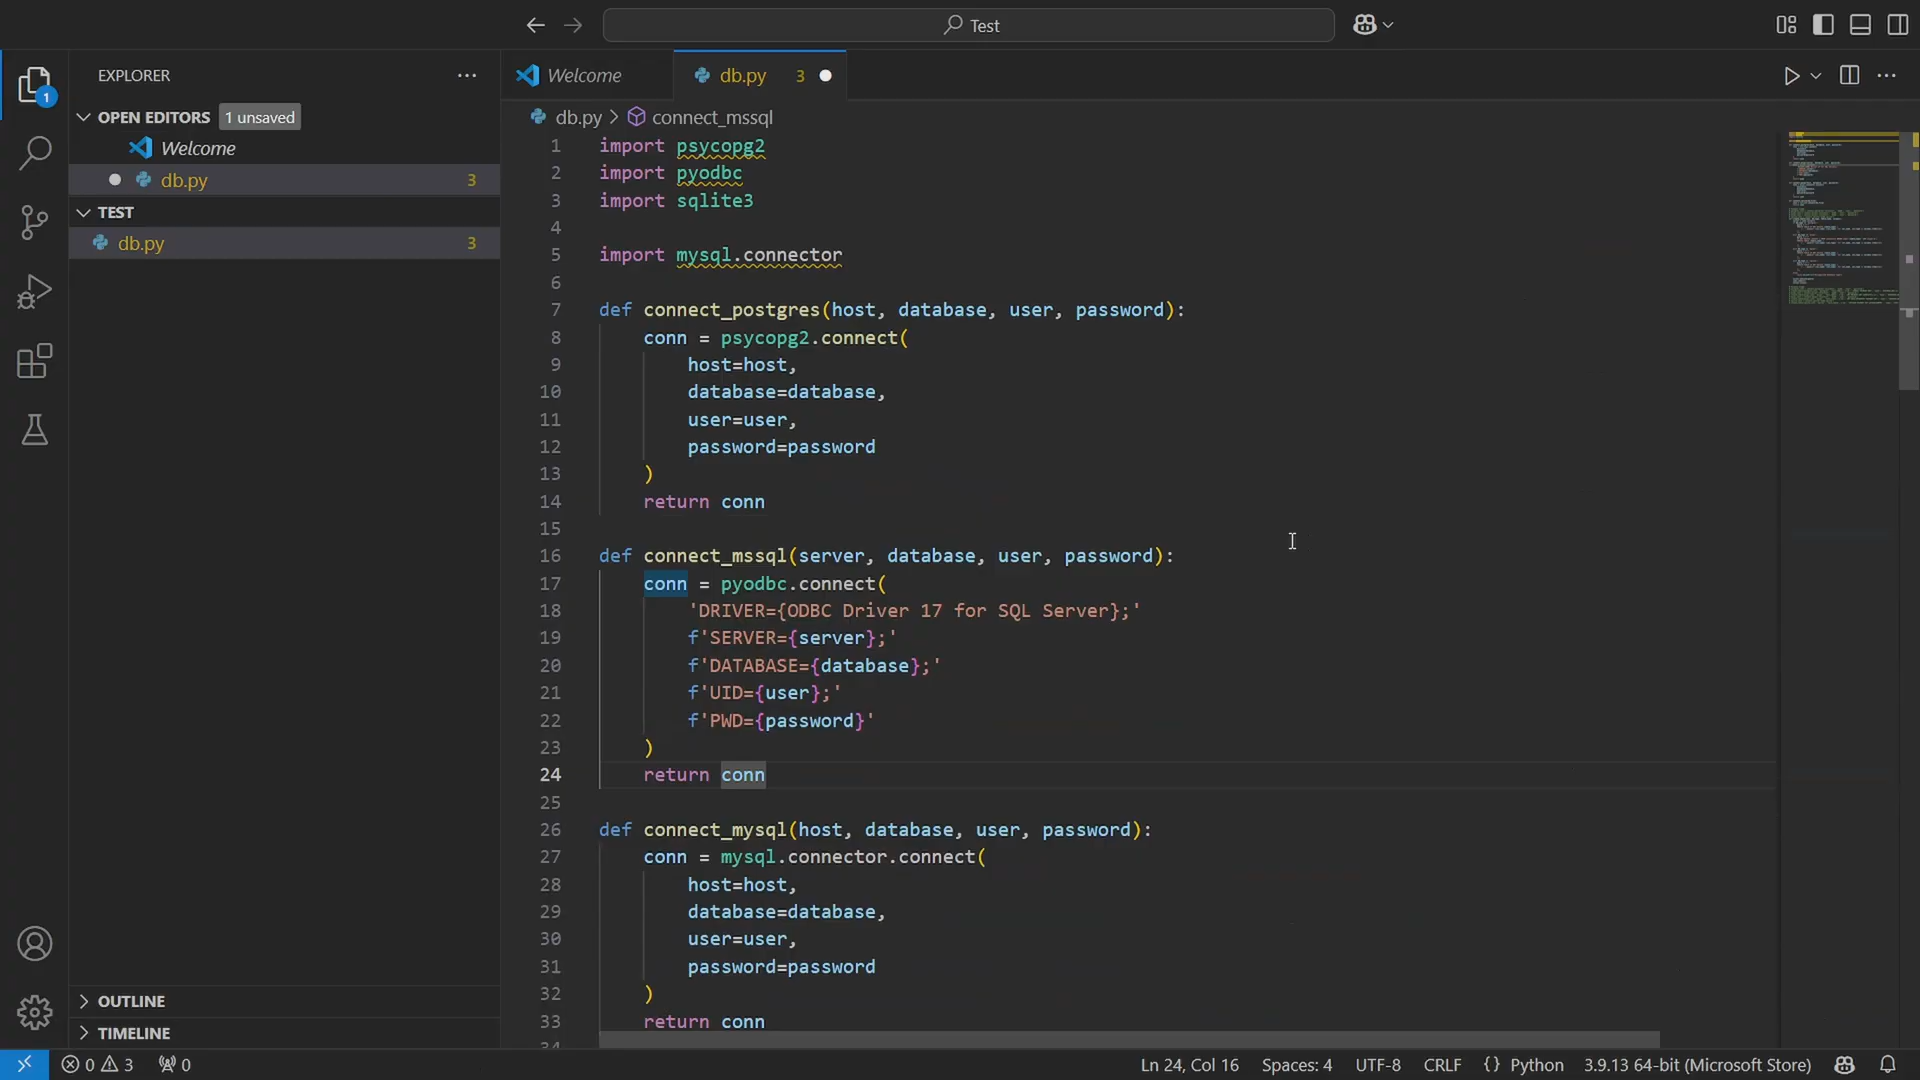 Test
EXPLORER
OPEN EDITORS 1 unsaved
Welcome
db.py 3
TEST
db.py 3
OUTLINE
TIMELINE
1
Welcome
db.py 3
db.py > connect_mssql
1 import psycopg2
2 import pyodbc
3 import sqlite3
4
5 import mysql.connector
6
7 def connect_postgres(host, database, user, password):
8 conn = psycopg2.connect(
9 host=host,
10 database=database,
11 user=user,
12 password=password
13 )
14 return conn
15
16 def connect_mssql(server, database, user, password):
17 conn = pyodbc.connect(
18 'DRIVER={ODBC Driver 17 for SQL Server};'
19 f'SERVER={server};'
20 f'DATABASE={database};'
21 f'UID={user};'
22 f'PWD={password}'
23 )
24 return conn
25
26 def connect_mysql(host, database, user, password):
27 conn = mysql.connector.connect(
28 host=host,
29 database=database,
30 user=user,
31 password=password
32 )
33 return conn
34
0 3 0
Ln 24, Col 16 Spaces: 4 UTF-8 CRLF {} Python 3.9.13 64-bit (Microsoft Store)